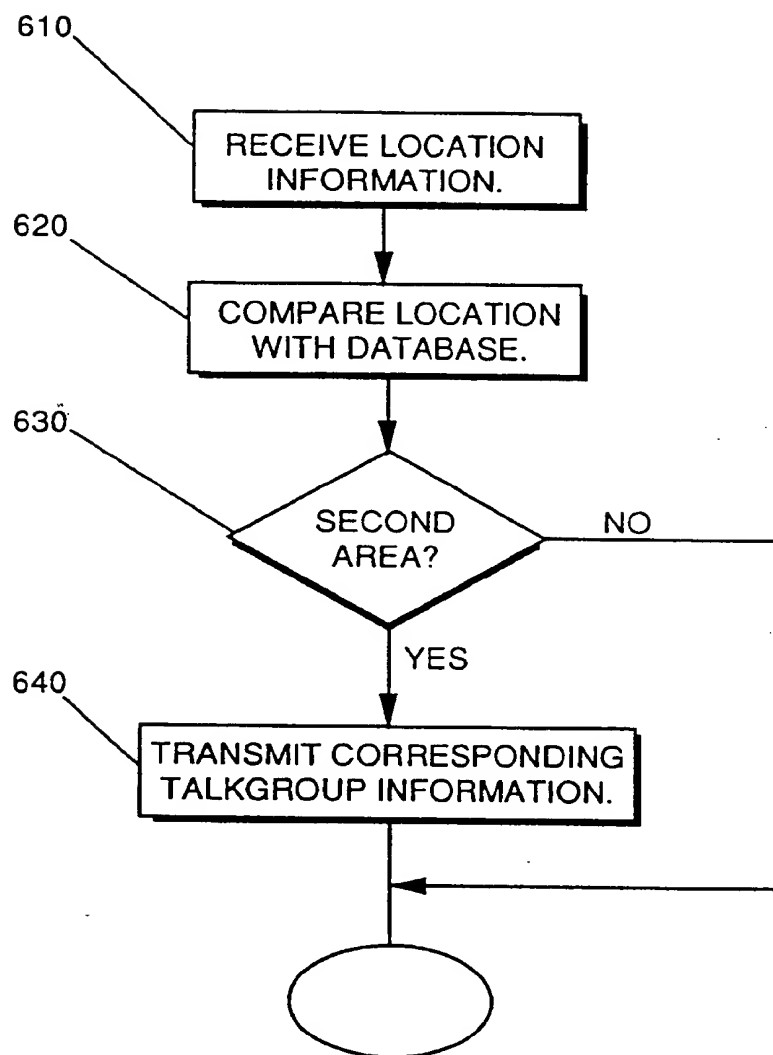 610
RECEIVE LOCATION
INFORMATION.
620
COMPARE LOCATION
WITH DATABASE.
630
SECOND
AREA?
NO
YES
640
TRANSMIT CORRESPONDING
TALKGROUP INFORMATION.